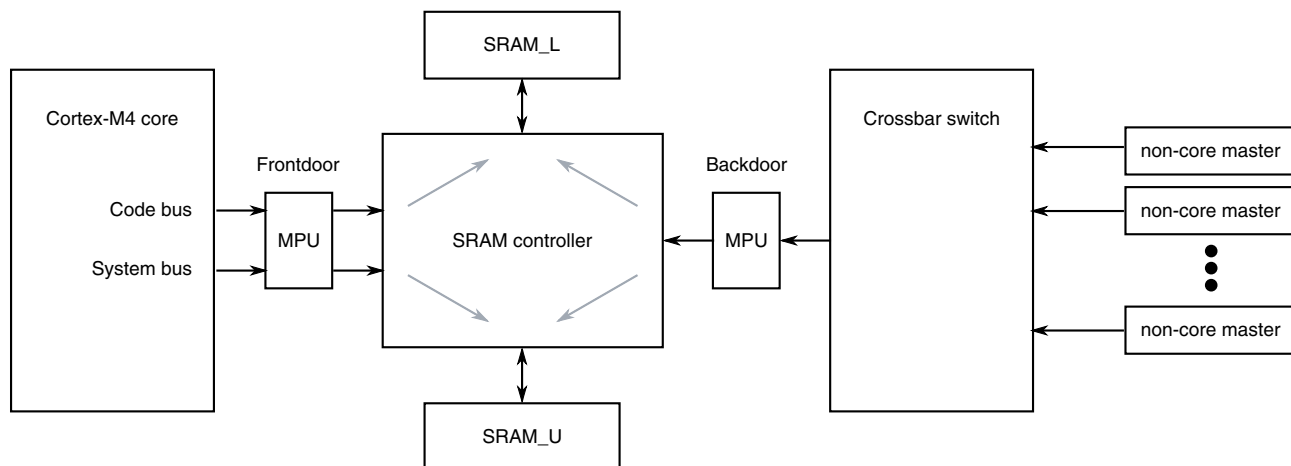 SRAM_L
Cortex-M4 core
Crossbar switch
non-core master
Frontdoor
Backdoor
Code bus
MPU
SRAM controller
MPU
non-core master
System bus
non-core master
SRAM_U